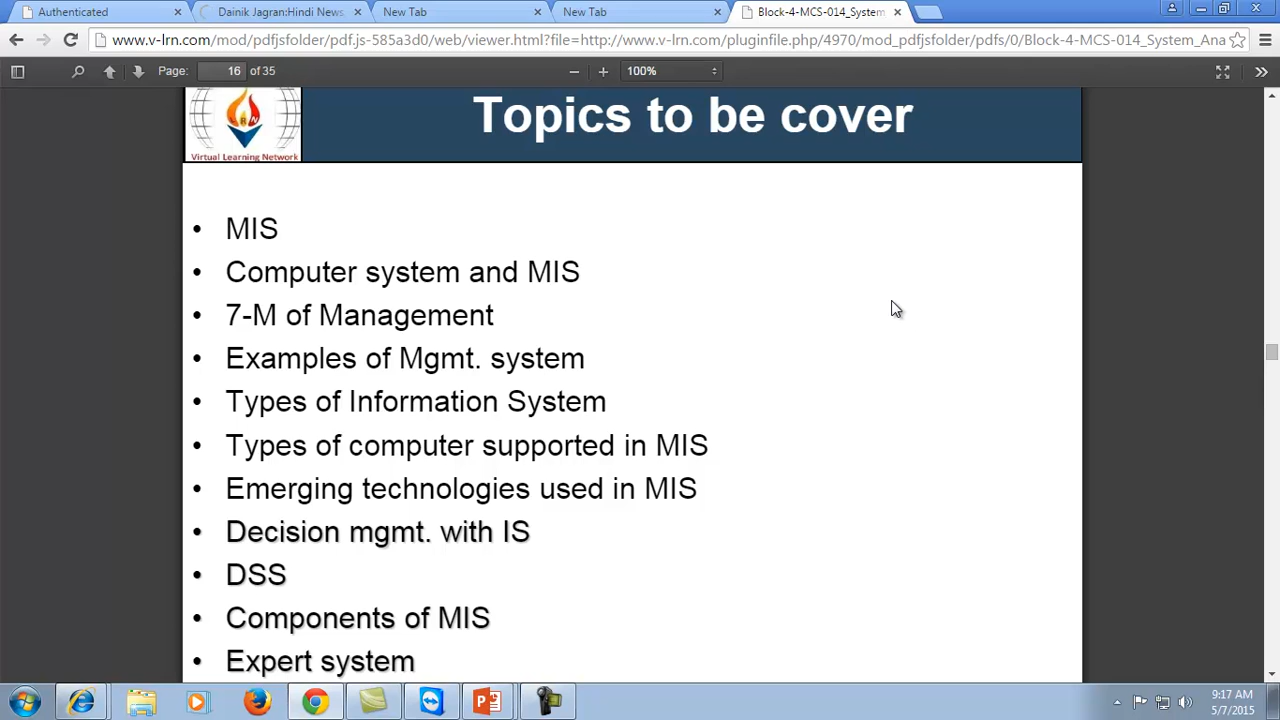 Authenticated
Dainik Jagran:Hindi News,
New Tab
New Tab
Block-4-MCS-014_System
www.v-lrn.com/mod/pdfjsfolder/pdf.js-585a3d0/web/viewer.html?file=http://www.v-lrn.com/pluginfile.php/4970/mod_pdfjsfolder/pdfs/0/Block-4-MCS-014_System_Ana
Page: 16 of 35
100%
Topics to be cover
Virtual Learning Network
• MIS
• Computer system and MIS
• 7-M of Management
• Examples of Mgmt. system
• Types of Information System
• Types of computer supported in MIS
• Emerging technologies used in MIS
• Decision mgmt. with IS
• DSS
• Components of MIS
• Expert system
9:17 AM
5/7/2015